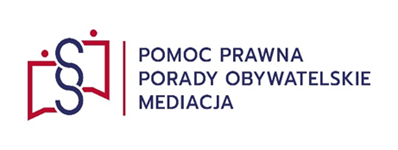 §
POMOC PRAWNA
PORADY OBYWATELSKIE
MEDIACJA